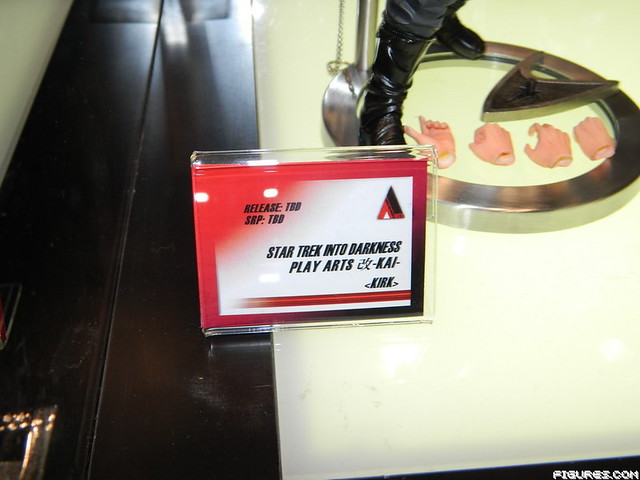 RELEASE: TBD
SRP: TBD
STAR TREK INTO DARKNESS
PLAY ARTS 改-KAI-
<KIRK>
FIGURES.COM